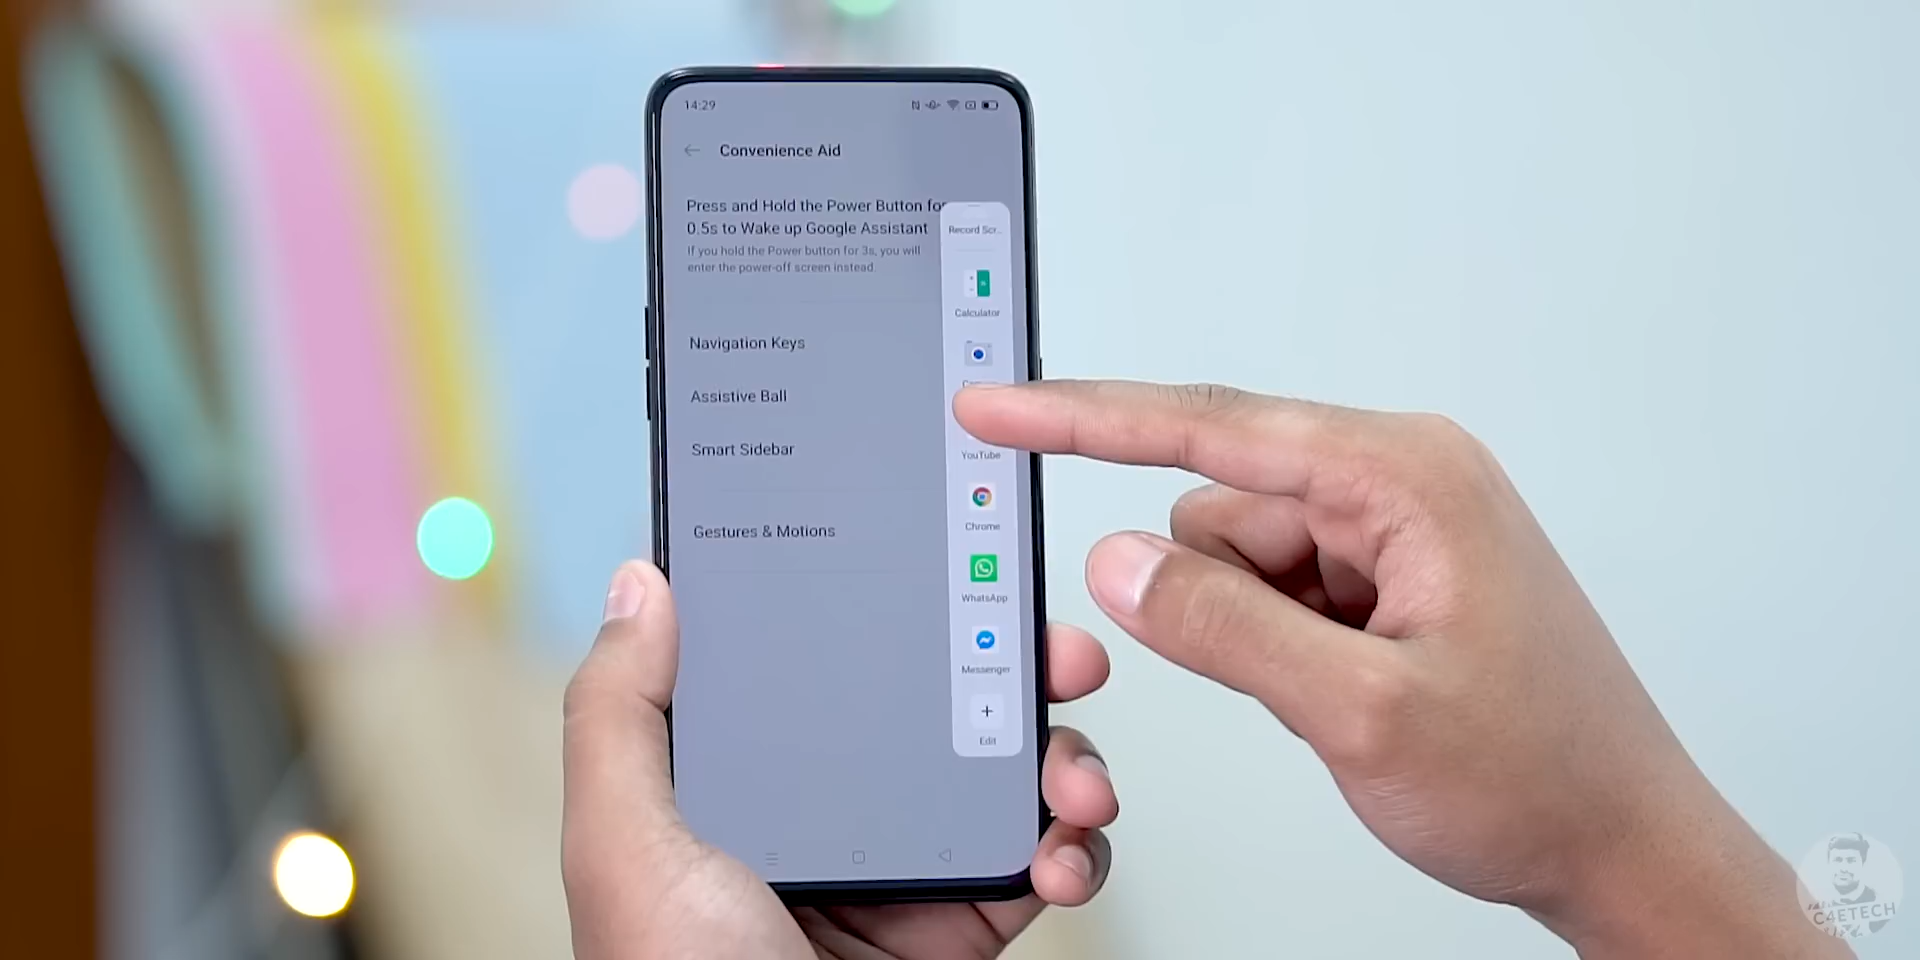 14:29
Convenience Aid
Press and Hold the Power Button for
0.5s to Wake up Google Assistant
If you hold the Power button for 3s, you will
enter the power-off screen instead.
Navigation Keys
Assistive Ball
Smart Sidebar
Gestures & Motions
Record Scr...
Calculator
YouTube
Chrome
WhatsApp
Messenger
+
Edit
C4ETECH